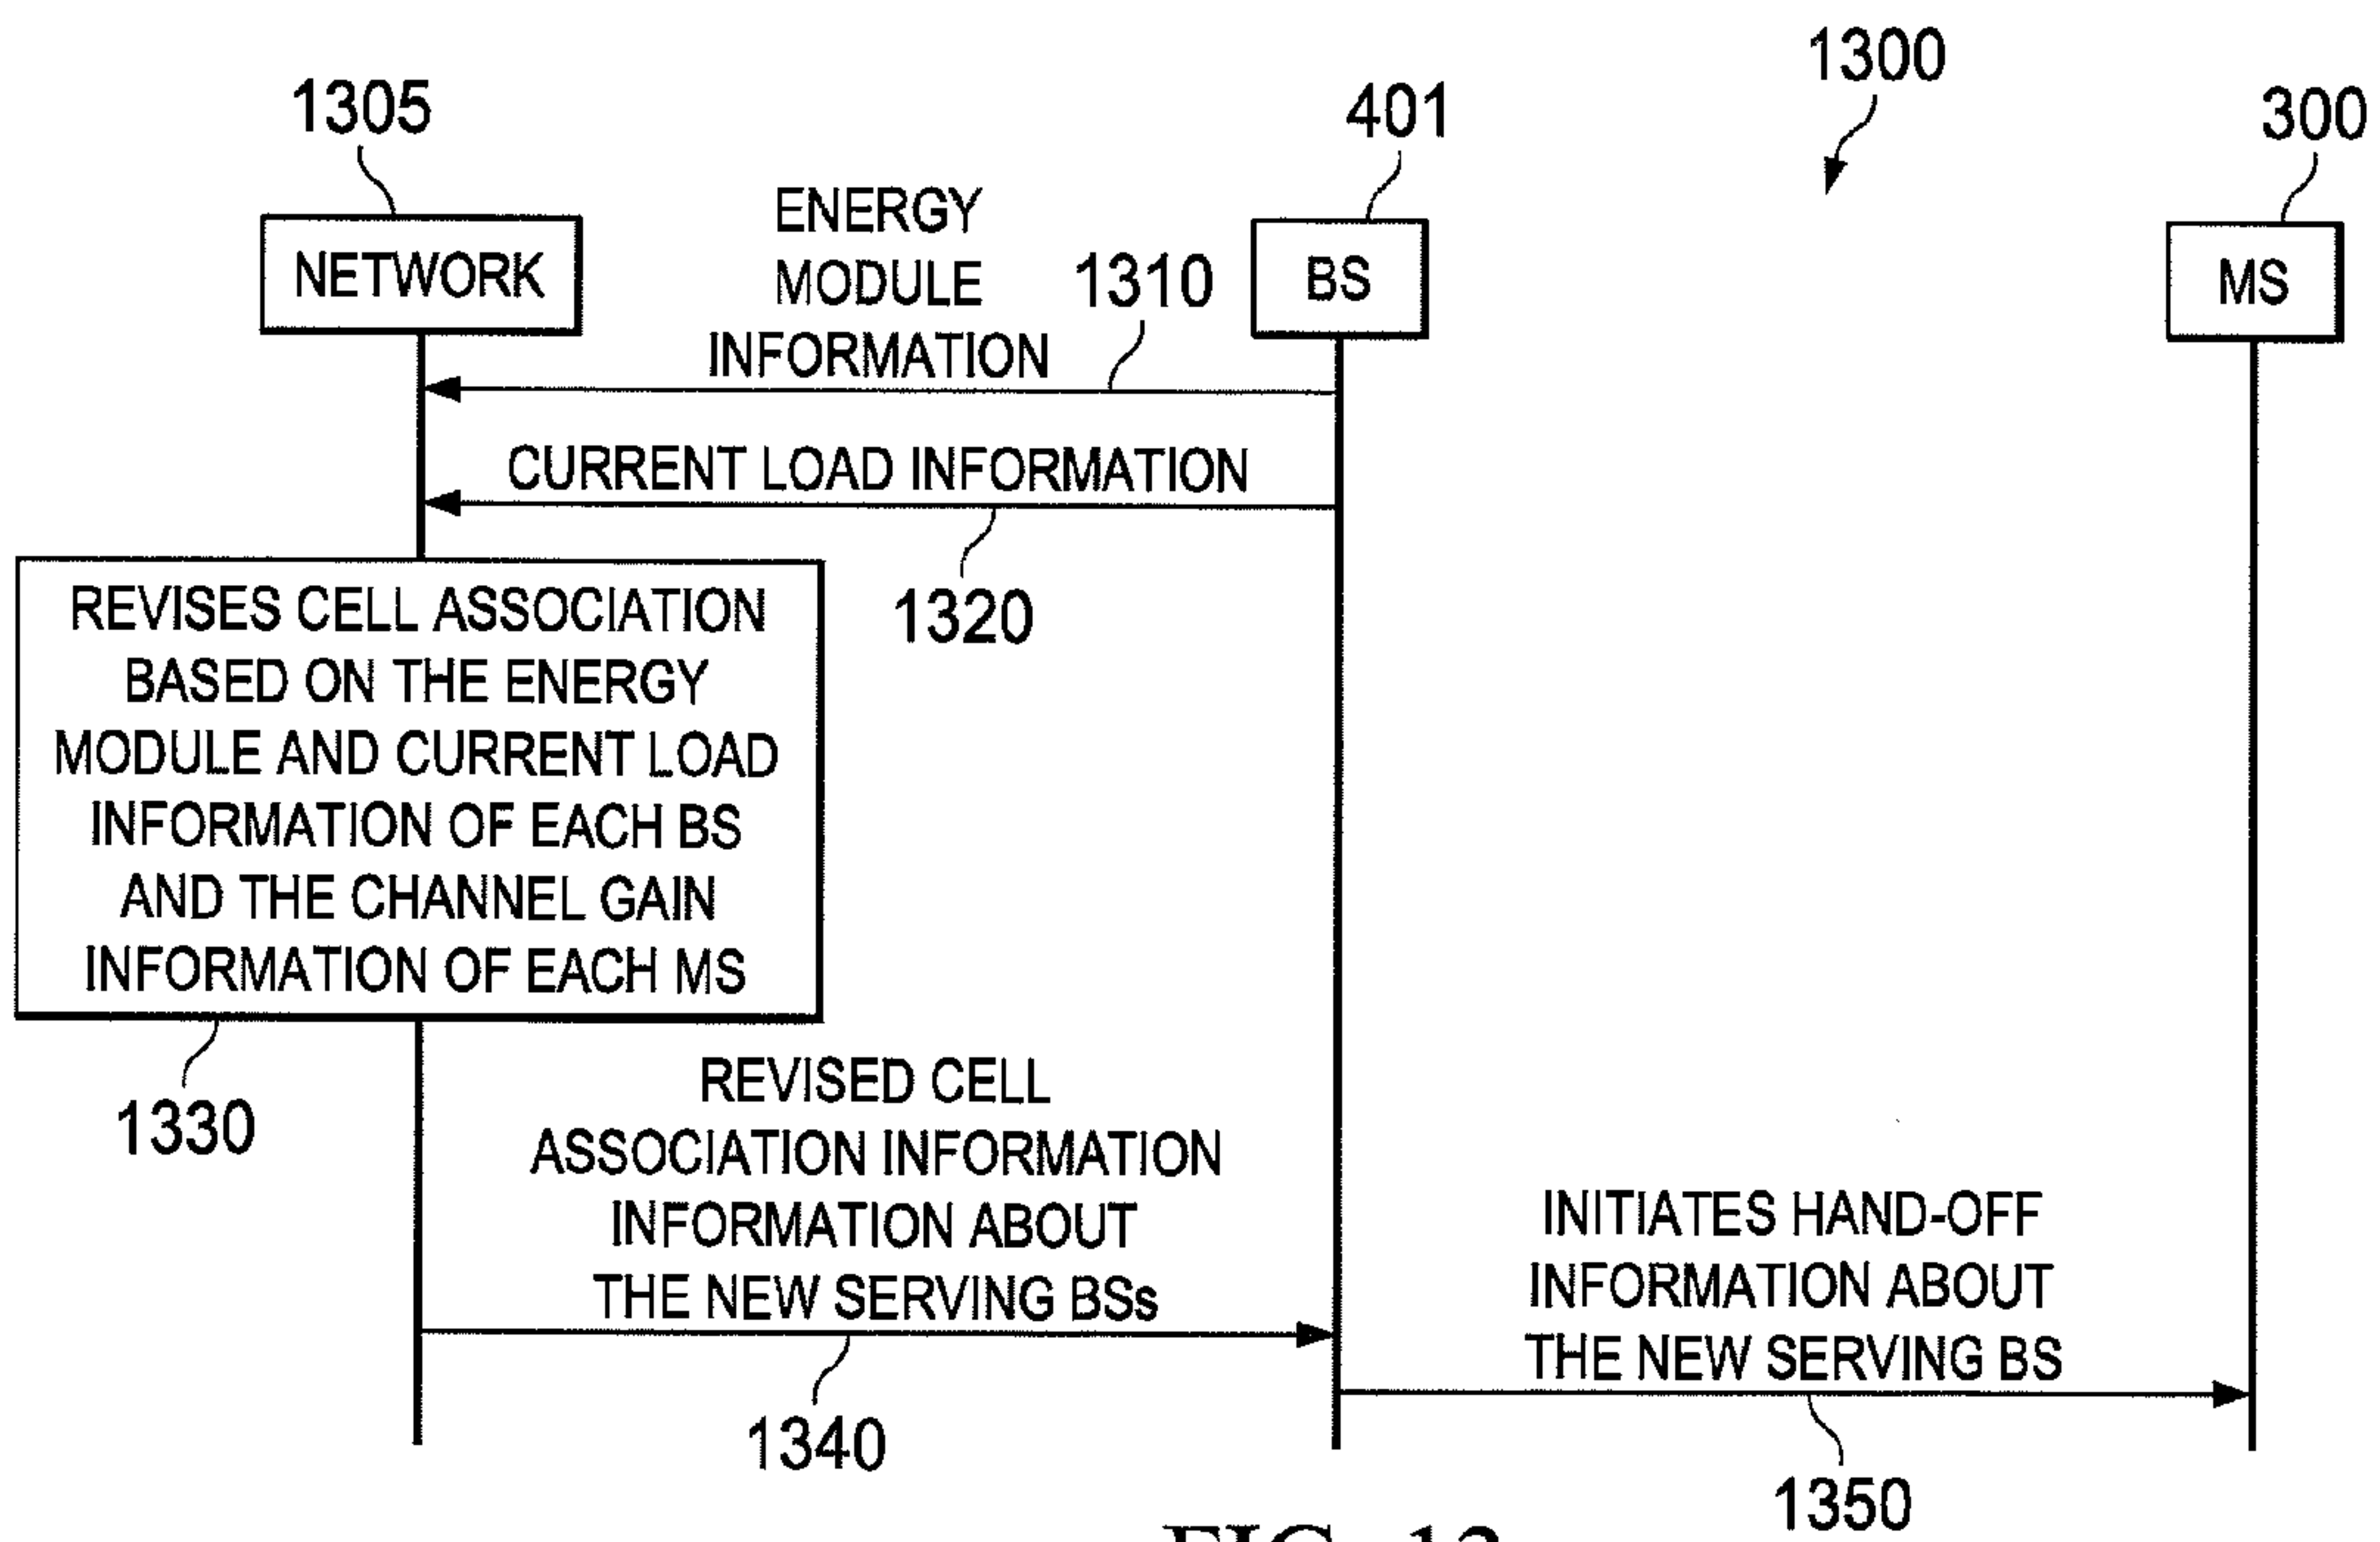 1300
1305
401
300
NETWORK
ENERGY
MODULE
INFORMATION
1310
BS
MS
CURRENT LOAD INFORMATION
1320
REVISES CELL ASSOCIATION
BASED ON THE ENERGY
MODULE AND CURRENT LOAD
INFORMATION OF EACH BS
AND THE CHANNEL GAIN
INFORMATION OF EACH MS
1330
REVISED CELL
ASSOCIATION INFORMATION
INFORMATION ABOUT
THE NEW SERVING BSs
1340
INITIATES HAND-OFF
INFORMATION ABOUT
THE NEW SERVING BS
1350